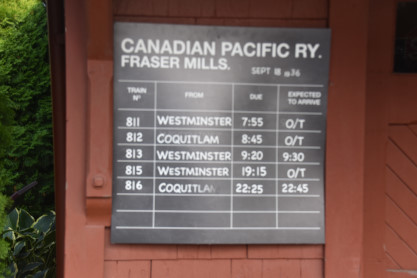 CANADIAN PACIFIC RY.
FRASER MILLS.
SEPT 8 1936
TRAIN Nº FROM DUE EXPECTED TO ARRIVE
811 WESTMINSTER 7:55 O/T
812 COQUITLAM 8:45 O/T
813 WESTMINSTER 9:20 9:30
815 WESTMINSTER 19:15 O/T
816 COQUITLAM 22:25 22:45